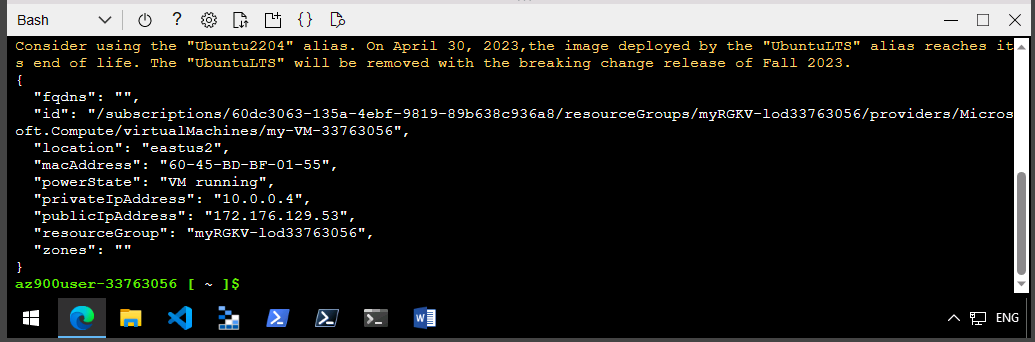 Bash
Consider using the "Ubuntu2204" alias. On April 30, 2023,the image deployed by the "UbuntuLTS" alias reaches it
s end of life. The "UbuntuLTS" will be removed with the breaking change release of Fall 2023.
{
  "fqdns": "",
  "id": "/subscriptions/60dc3063-135a-4ebf-9819-89b638c936a8/resourceGroups/myRGKV-lod33763056/providers/Micros
oft.Compute/virtualMachines/my-VM-33763056",
  "location": "eastus2",
  "macAddress": "60-45-BD-BF-01-55",
  "powerState": "VM running",
  "privateIpAddress": "10.0.0.4",
  "publicIpAddress": "172.176.129.53",
  "resourceGroup": "myRGKV-lod33763056",
  "zones": ""
}
az900user-33763056 [ ~ ]$
ENG